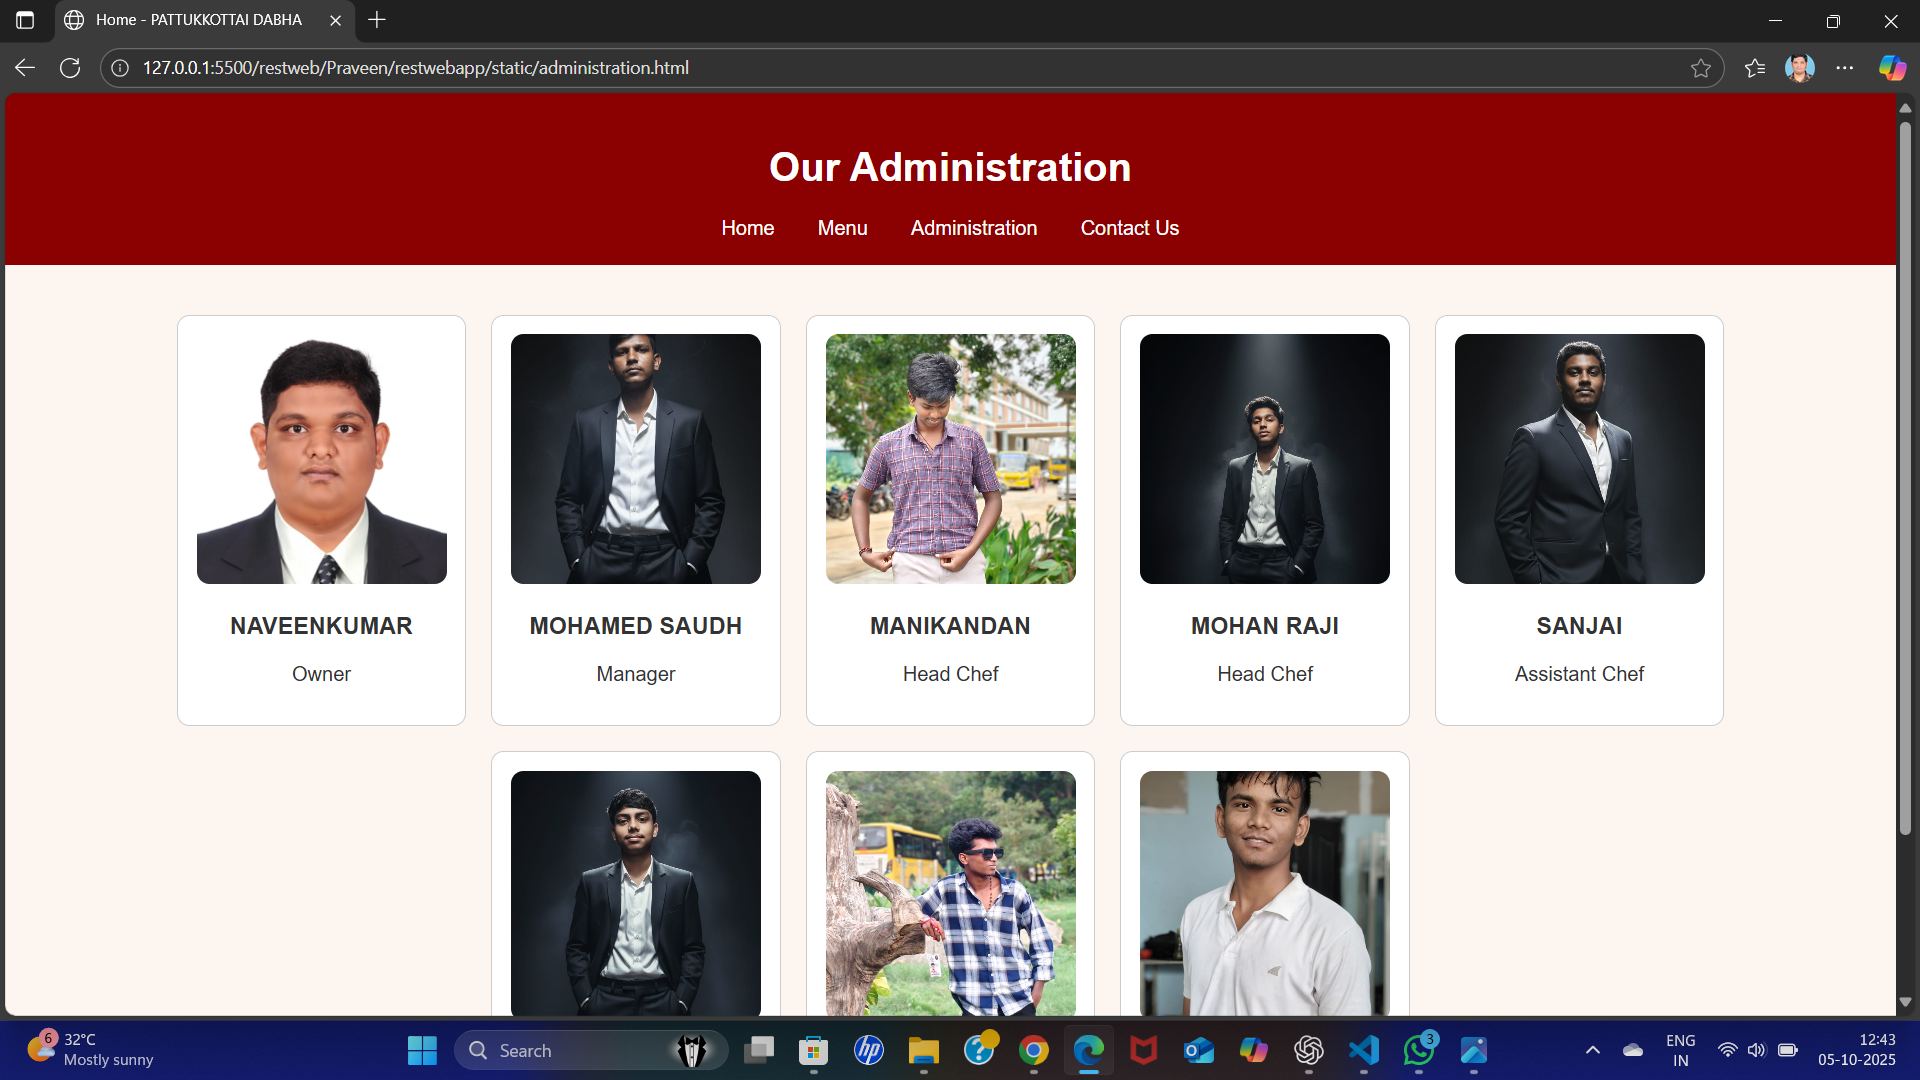 Home - PATTUKKOTTAI DABHA
127.0.0.1:5500/restweb/Praveen/restwebapp/static/administration.html
Our Administration
Home Menu Administration Contact Us
NAVEENKUMAR
Owner
MOHAMED SAUDH
Manager
MANIKANDAN
Head Chef
MOHAN RAJI
Head Chef
SANJAI
Assistant Chef
6
32°C
Mostly sunny
Search
hp
?
3
ENG
IN
12:43
05-10-2025